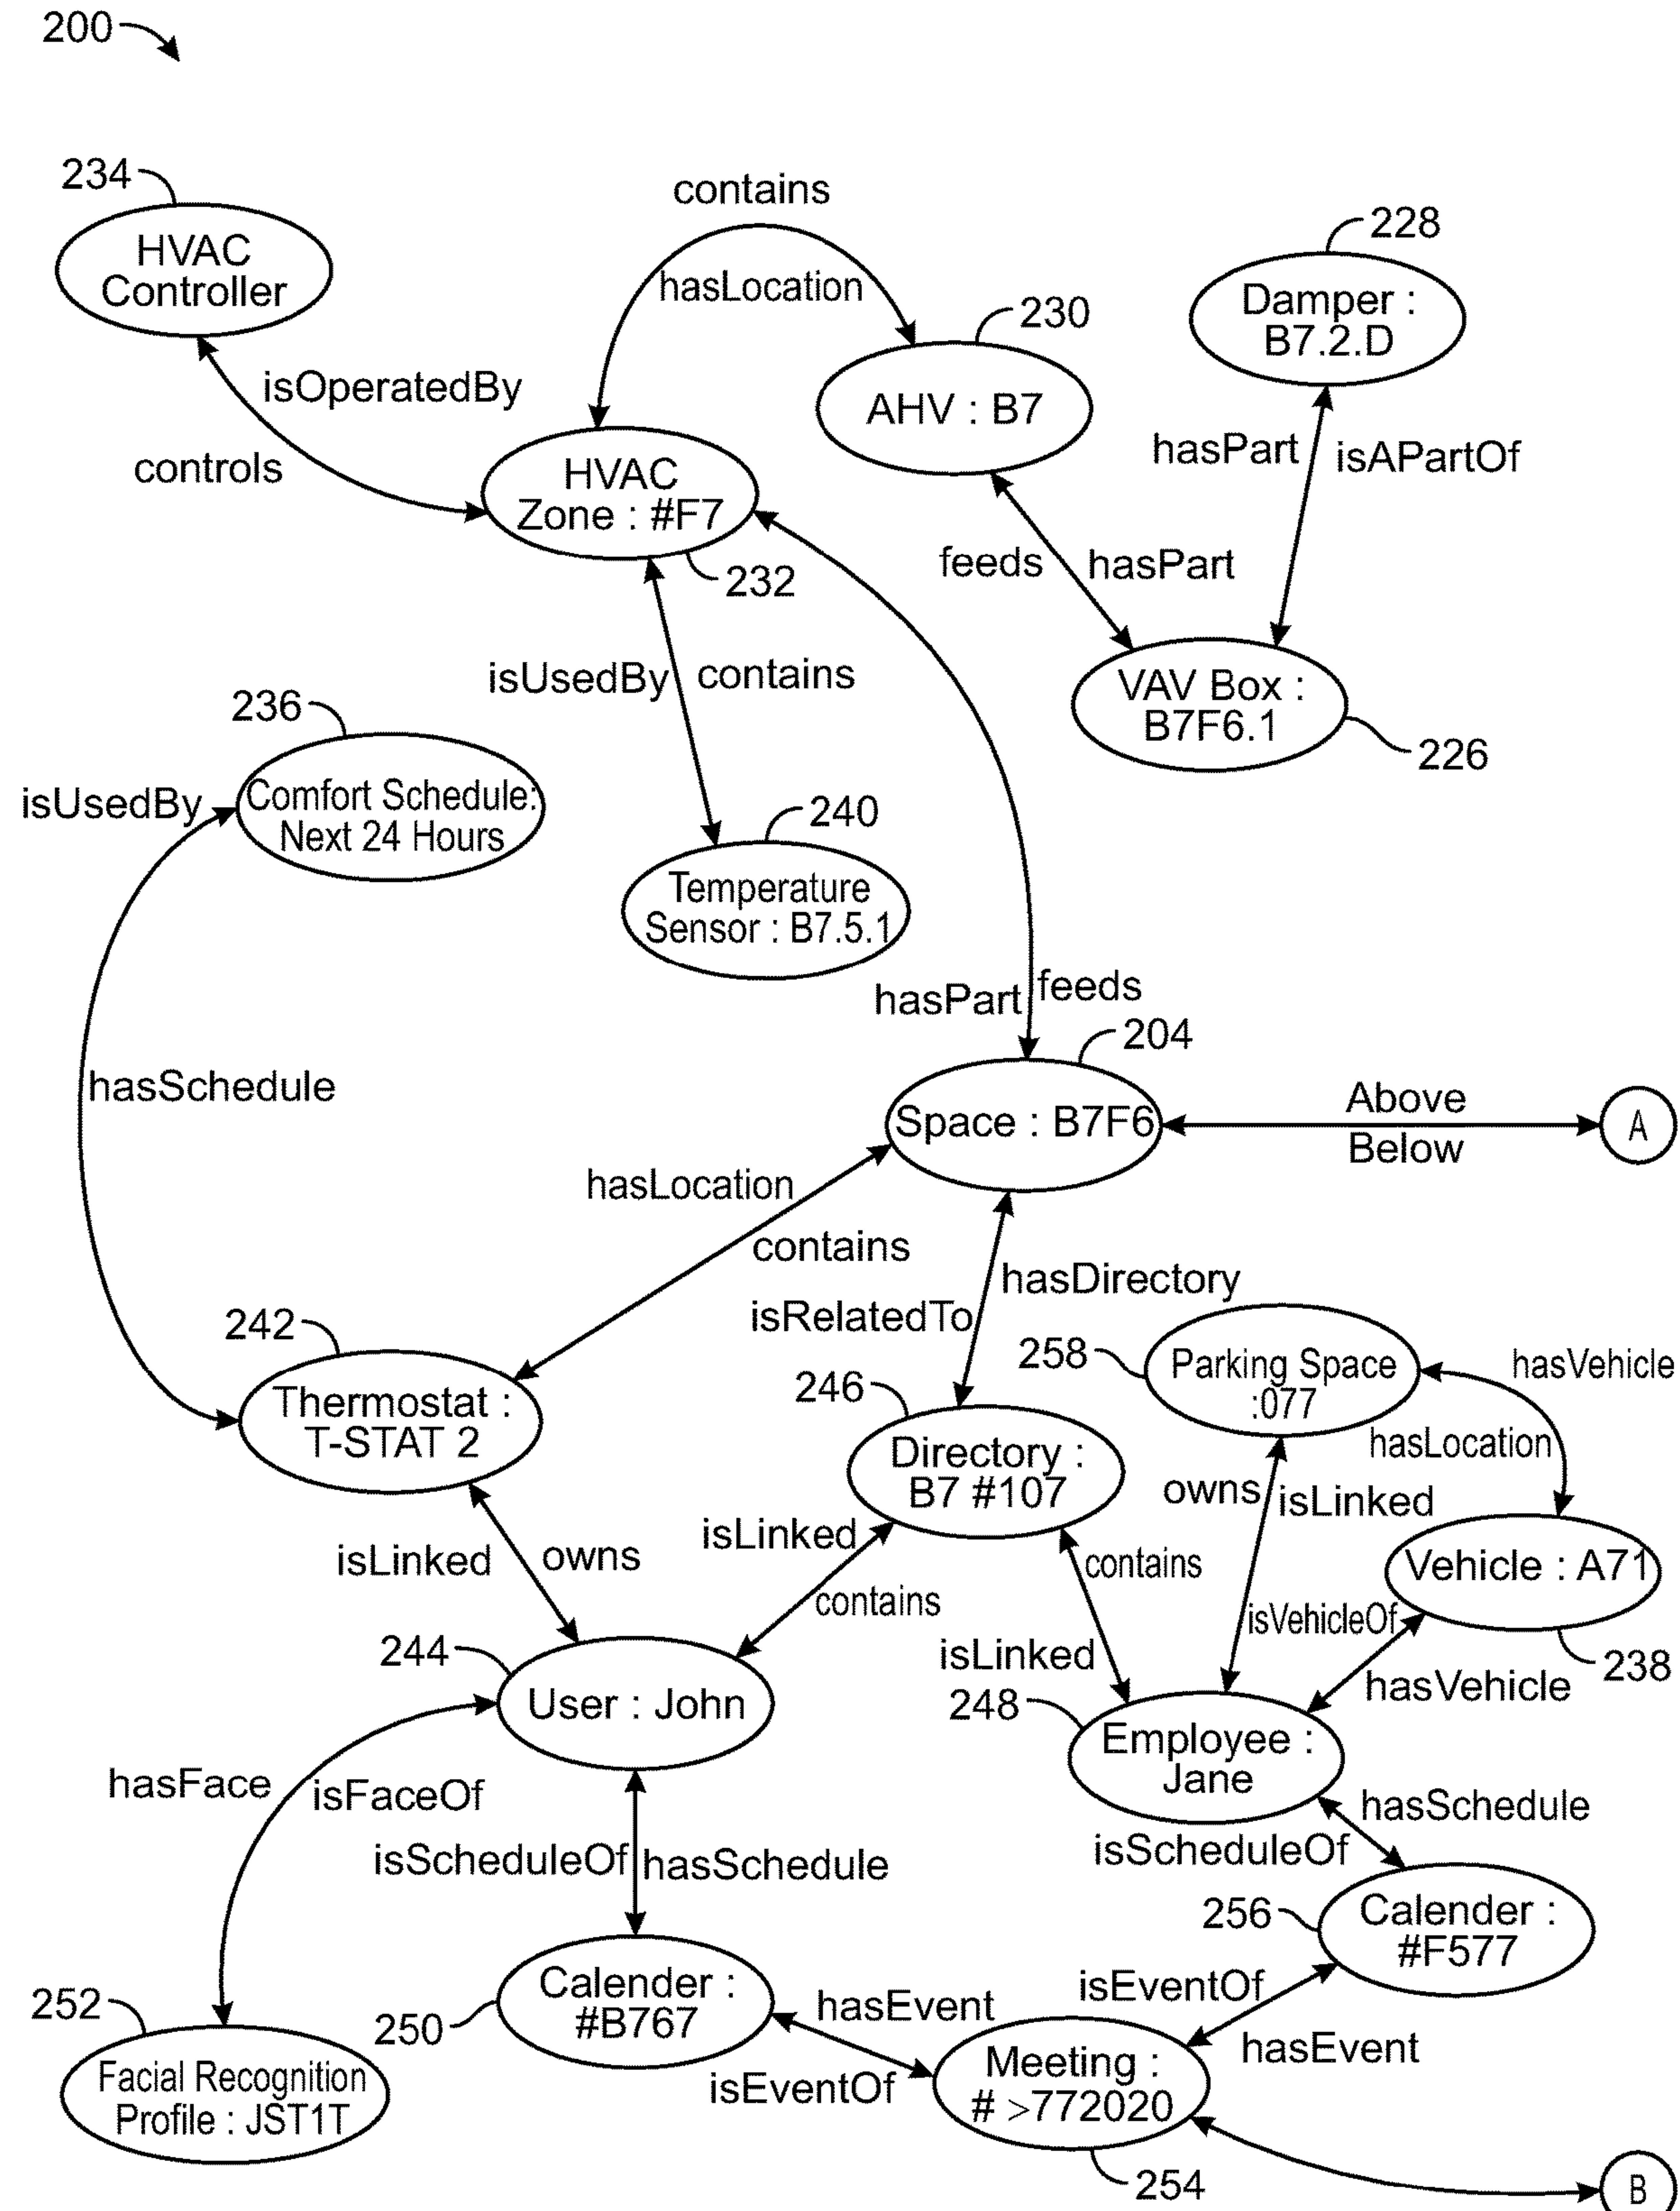 200
234
HVAC
Controller
contains
hasLocation
228
Damper :
B7.2.D
230
AHV : B7
isOperatedBy
controls
hasPart
isAPartOf
HVAC
Zone : #F7
232
feeds
hasPart
VAV Box :
B7F6.1
226
isUsedBy
contains
236
isUsedBy
Comfort Schedule:
Next 24 Hours
240
Temperature
Sensor : B7.5.1
hasPart
feeds
204
hasSchedule
Space : B7F6
Above
Below
A
hasLocation
contains
hasDirectory
isRelatedTo
242
Thermostat :
T-STAT 2
246
Directory :
B7 #107
258
Parking Space
:077
hasVehicle
hasLocation
owns
isLinked
isLinked
owns
isLinked
contains
contains
isLinked
Vehicle : A71
238
isVehicleOf
hasVehicle
244
User : John
248
Employee :
Jane
hasFace
isFaceOf
isScheduleOf
hasSchedule
hasSchedule
isScheduleOf
256
Calender :
#F577
252
Facial Recognition
Profile : JST1T
250
Calender :
#B767
hasEvent
isEventOf
isEventOf
hasEvent
Meeting :
# >772020
254
B